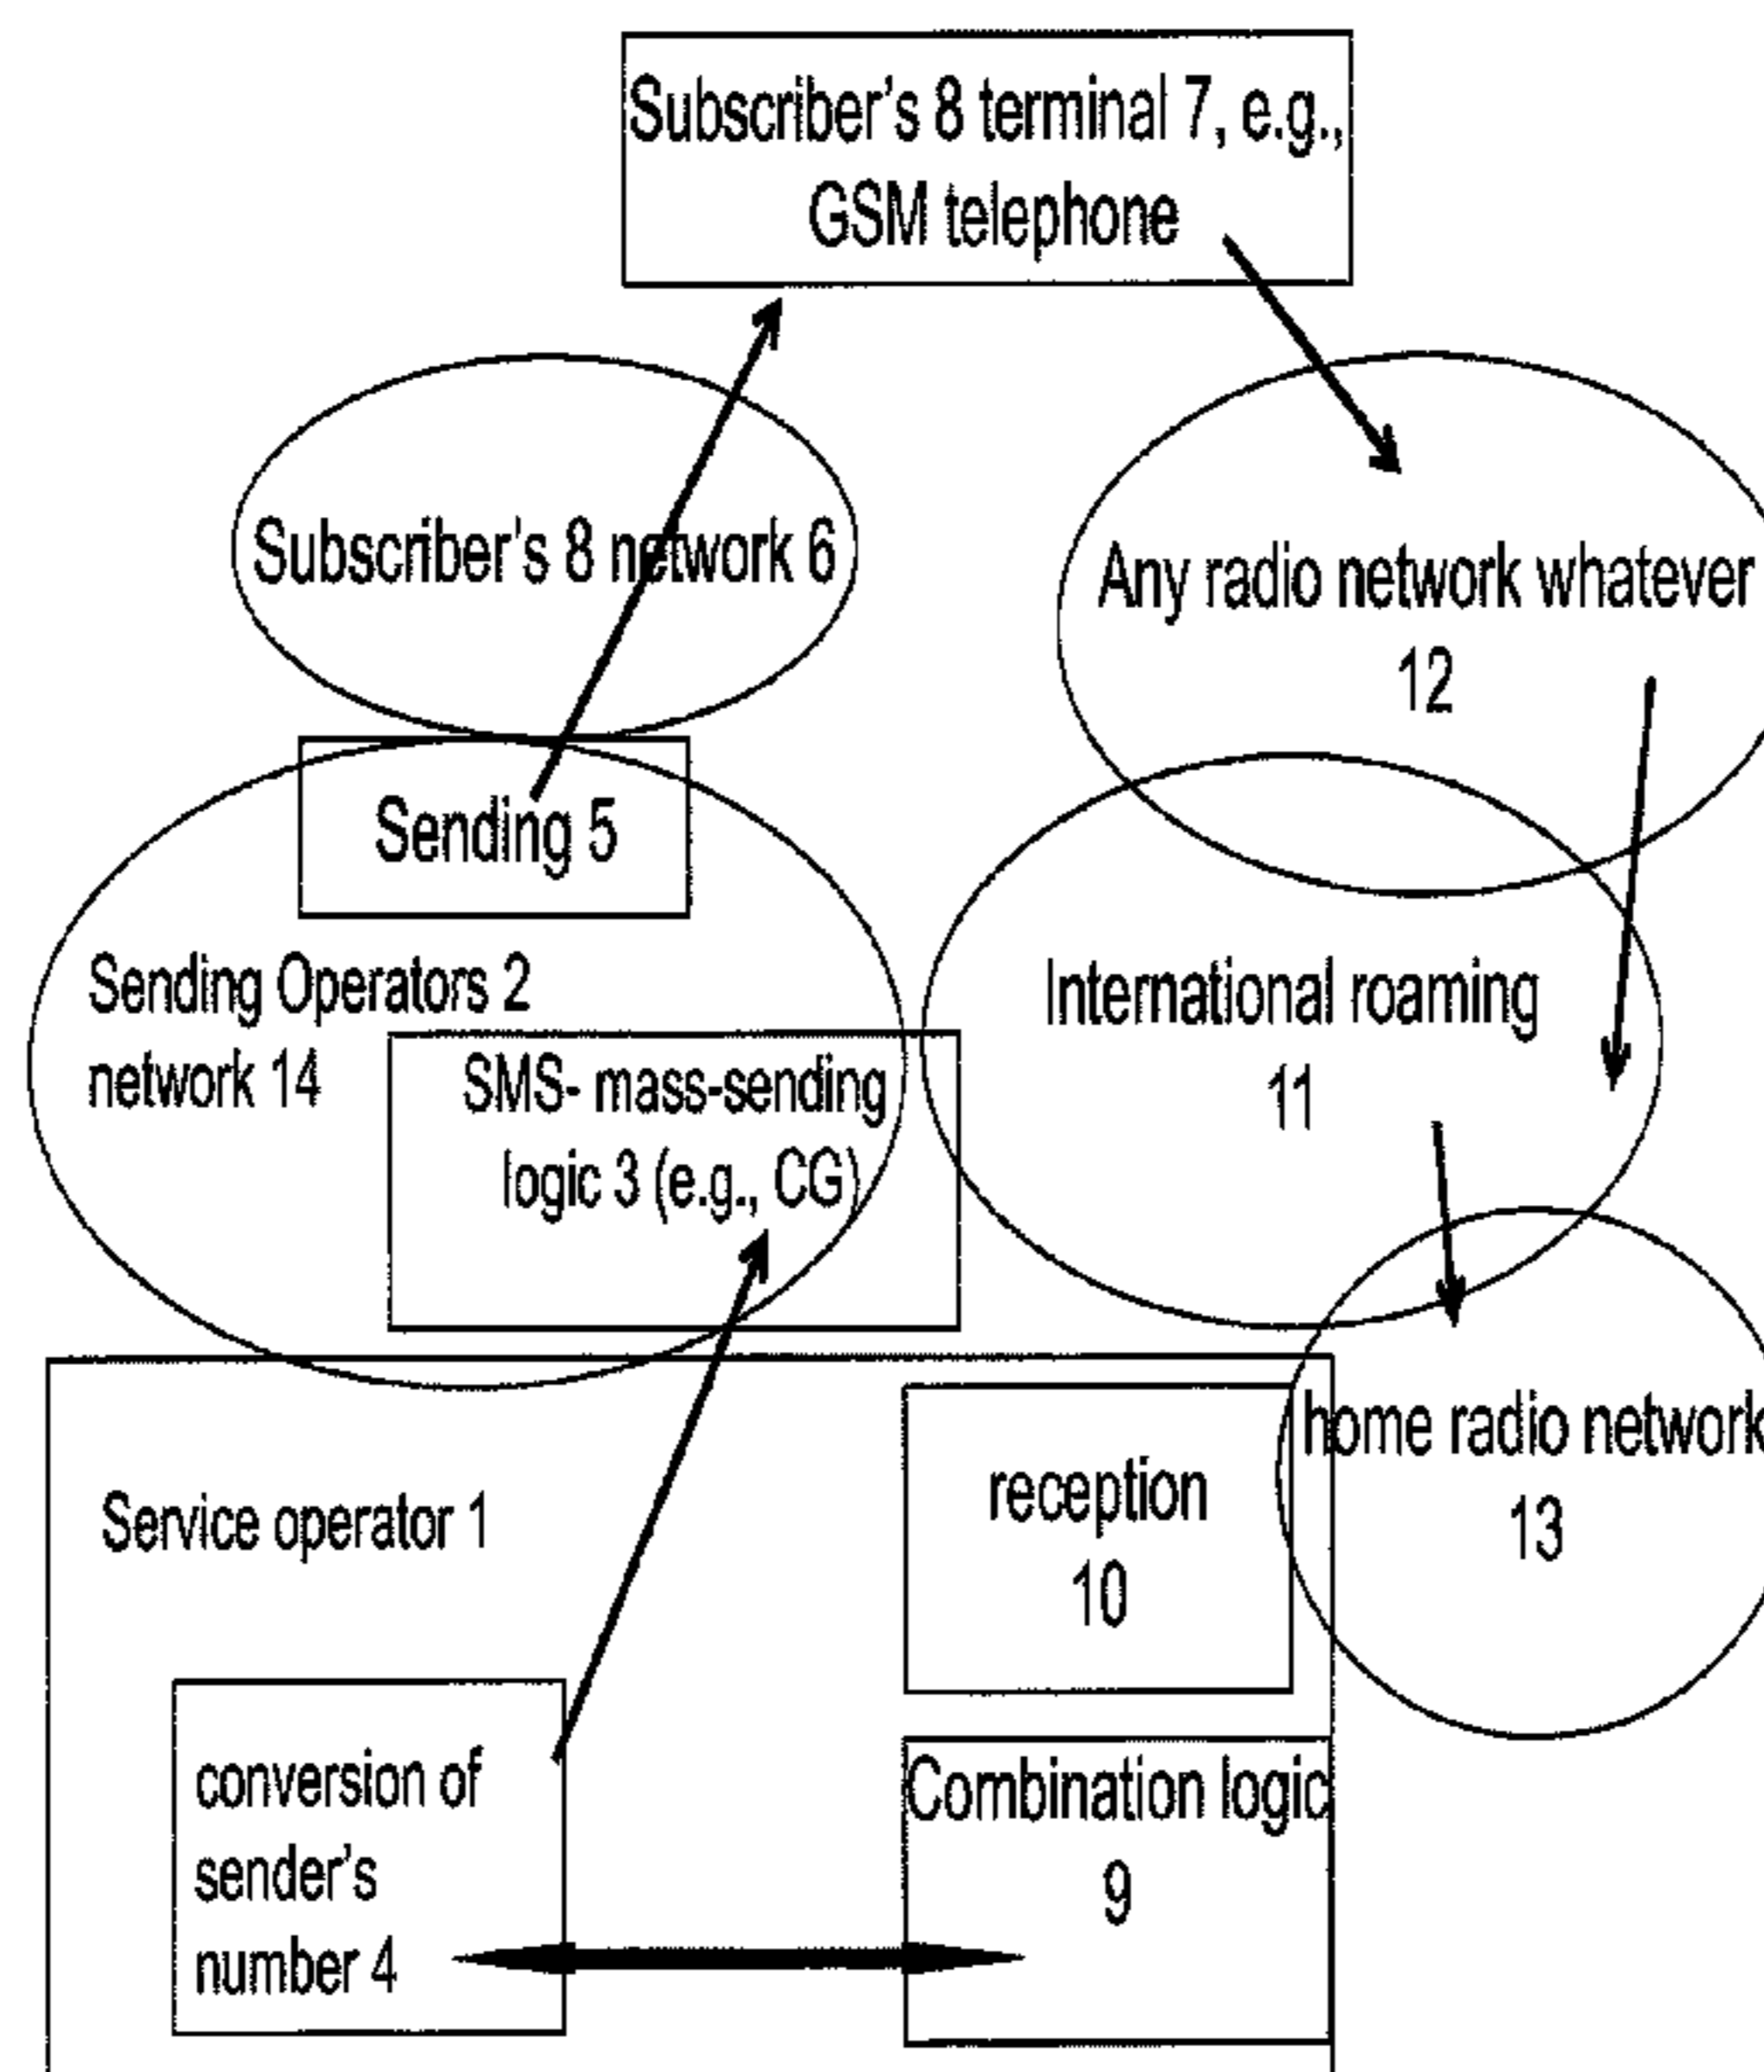 Subscriber's 8 terminal 7, e.g.,
GSM telephone
Subscriber's 8 network 6
Any radio network whatever
12
Sending 5
Sending Operators 2
network 14
International roaming
11
SMS- mass-sending
logic 3 (e.g., CG)
home radio network
13
reception
10
Service operator 1
conversion of
sender's
number 4
Combination logic
9